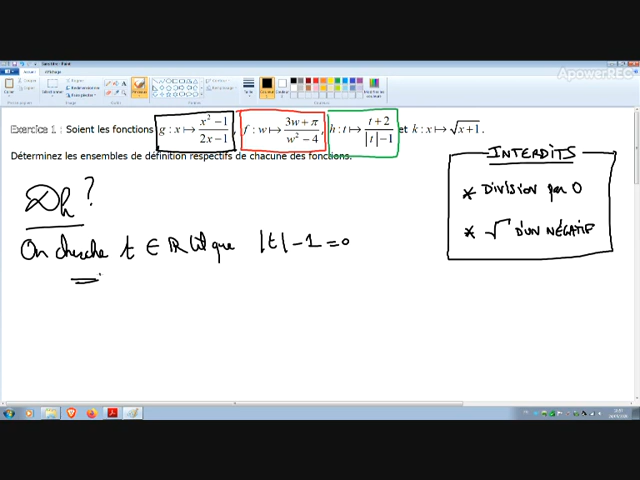 ApowerREC
Exercice 1 : Soient les fonctions g : x ↦ (x² − 1)/(2x − 1), f : w ↦ (3w + π)/(w² − 4), h : t ↦ (t + 2)/(|t| − 1) et k : x ↦ √(x + 1).
Déterminez les ensembles de définition respectifs de chacune des fonctions.
INTERDITS
* Division par 0
* √ D'UN NÉGATIF
Dh ?
On cherche t ∈ ℝ tel que |t| − 1 = 0